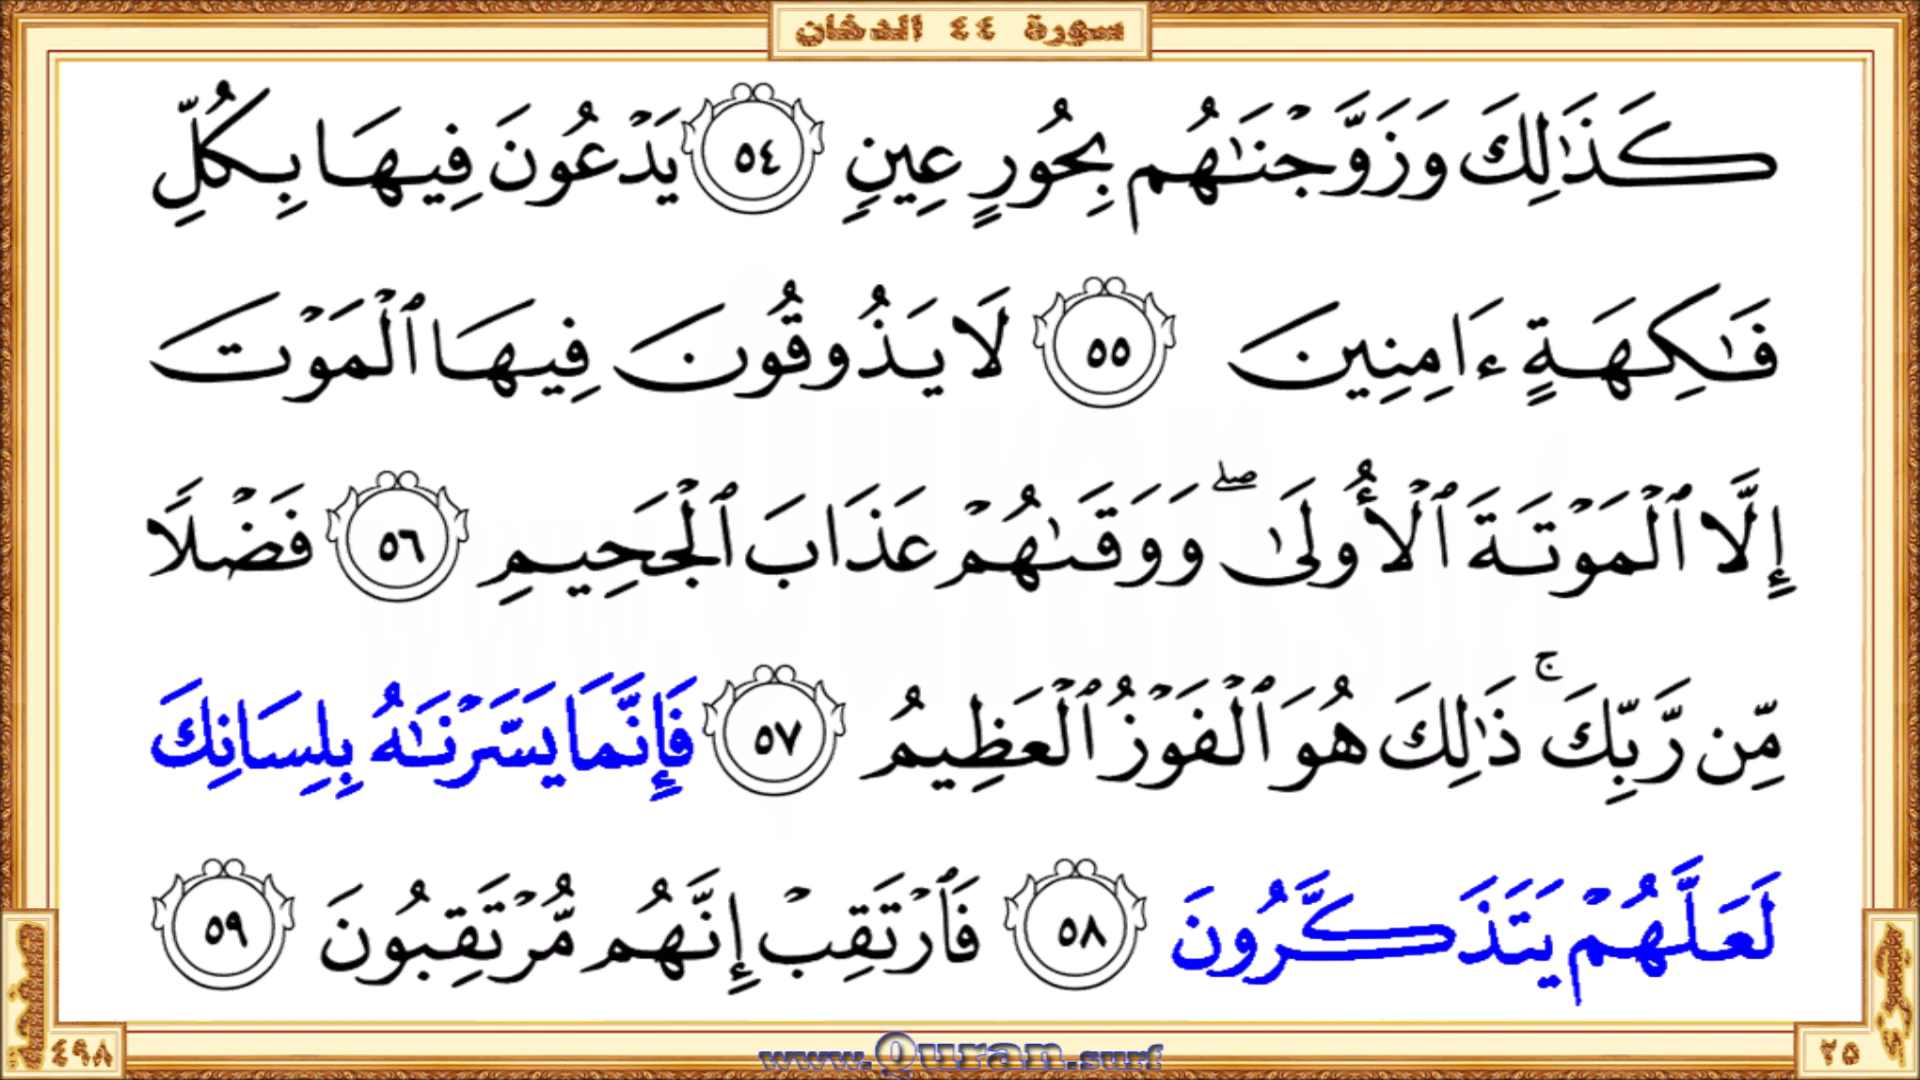 سورة ٤٤ الدخان
كَذَٰلِكَ وَزَوَّجْنَٰهُم بِحُورٍ عِينٍ ٥٤ يَدْعُونَ فِيهَا بِكُلِّ
فَٰكِهَةٍ ءَامِنِينَ ٥٥ لَا يَذُوقُونَ فِيهَا ٱلْمَوْتَ
إِلَّا ٱلْمَوْتَةَ ٱلْأُولَىٰ ۖ وَوَقَىٰهُمْ عَذَابَ ٱلْجَحِيمِ ٥٦ فَضْلًا
مِّن رَّبِّكَ ۚ ذَٰلِكَ هُوَ ٱلْفَوْزُ ٱلْعَظِيمُ ٥٧ فَإِنَّمَا يَسَّرْنَٰهُ بِلِسَانِكَ
لَعَلَّهُمْ يَتَذَكَّرُونَ ٥٨ فَٱرْتَقِبْ إِنَّهُم مُّرْتَقِبُونَ ٥٩
٢٥
صفحة
٤٩٨
www.Quran.surf